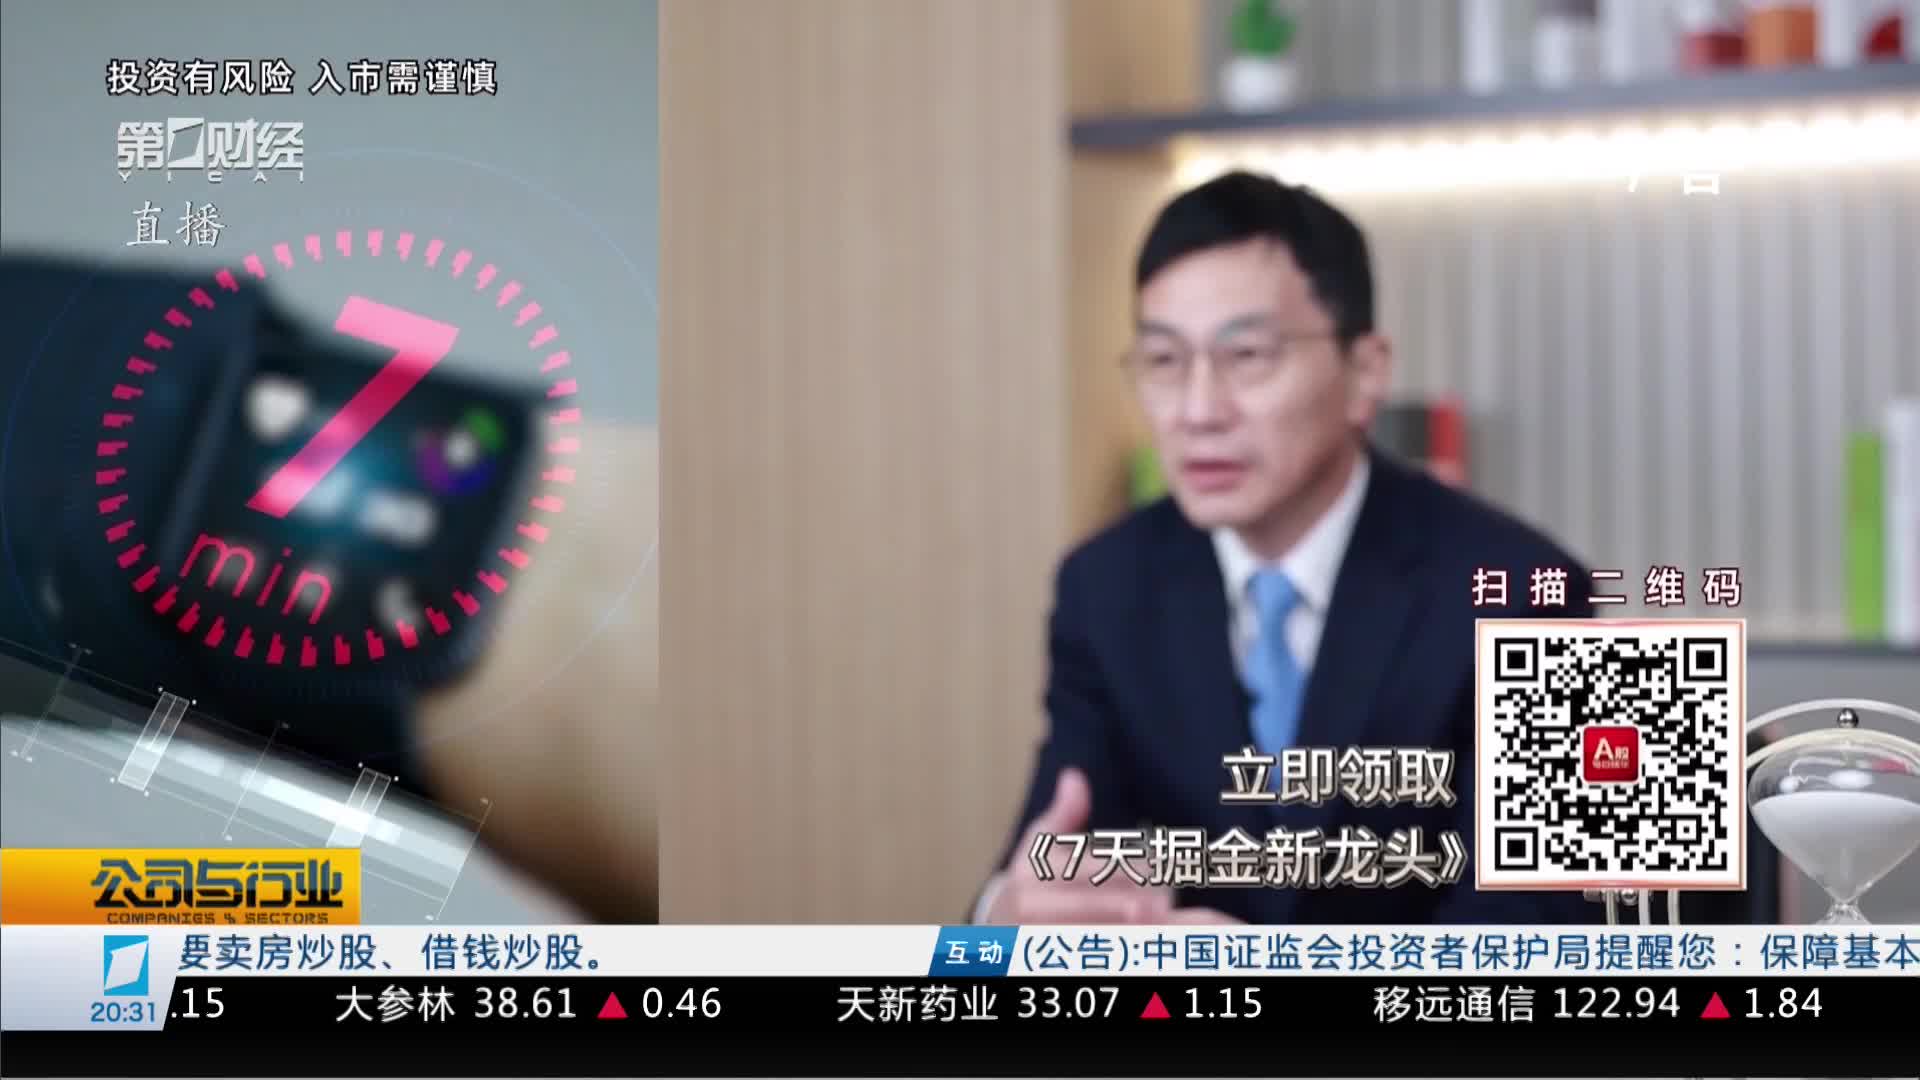 投资有风险 入市需谨慎
第一财经
YICAI
直播
7
min
扫描二维码
A股
立即领取
《7天掘金新龙头》
公司与行业
COMPANIES & SECTORS
要卖房炒股、借钱炒股。
互动
(公告):中国证监会投资者保护局提醒您：保障基本
20:31
.15 大参林 38.61 ▲ 0.46 天新药业 33.07 ▲ 1.15 移远通信 122.94 ▲ 1.84